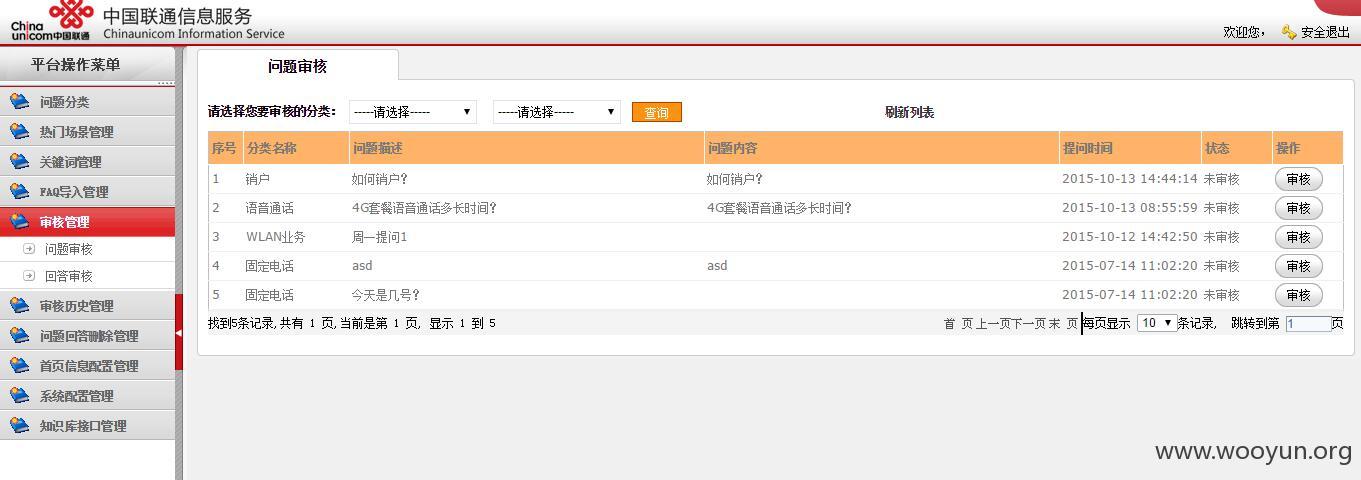 China
unicom中国联通
中国联通信息服务
Chinaunicom Information Service
欢迎您， 安全退出
平台操作菜单
问题分类
热门场景管理
关键词管理
FAQ导入管理
审核管理
问题审核
回答审核
审核历史管理
问题回答删除管理
首页信息配置管理
系统配置管理
知识库接口管理
问题审核
请选择您要审核的分类： -----请选择----- -----请选择----- 查询 刷新列表
序号 分类名称 问题描述 问题内容 提问时间 状态 操作
1 销户 如何销户？ 如何销户？ 2015-10-13 14:44:14 未审核 审核
2 语音通话 4G套餐语音通话多长时间？ 4G套餐语音通话多长时间？ 2015-10-13 08:55:59 未审核 审核
3 WLAN业务 周一提问1 2015-10-12 14:42:50 未审核 审核
4 固定电话 asd asd 2015-07-14 11:02:20 未审核 审核
5 固定电话 今天是几号？ 2015-07-14 11:02:20 未审核 审核
找到5条记录,共有 1 页,当前是第 1 页, 显示 1 到 5 首 页 上一页 下一页 末 页 每页显示 10 条记录, 跳转到第 1 页
www.wooyun.org